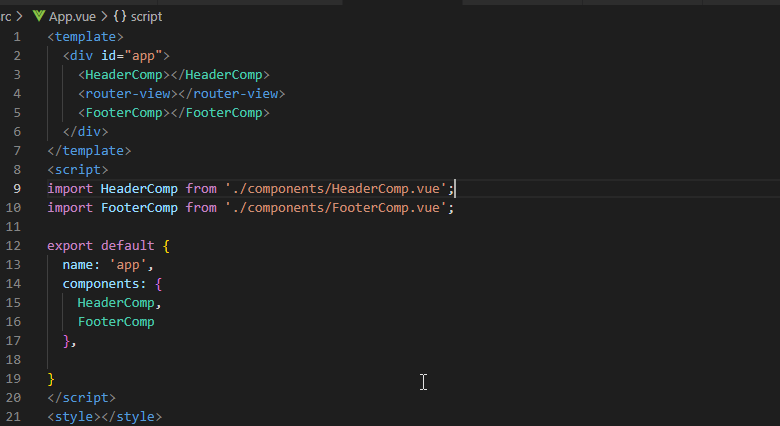 rc > App.vue > {} script
1 <template>
2 <div id="app">
3 <HeaderComp></HeaderComp>
4 <router-view></router-view>
5 <FooterComp></FooterComp>
6 </div>
7 </template>
8 <script>
9 import HeaderComp from './components/HeaderComp.vue';
10 import FooterComp from './components/FooterComp.vue';
11
12 export default {
13 name: 'app',
14 components: {
15 HeaderComp,
16 FooterComp
17 },
18
19 }
20 </script>
21 <style></style>